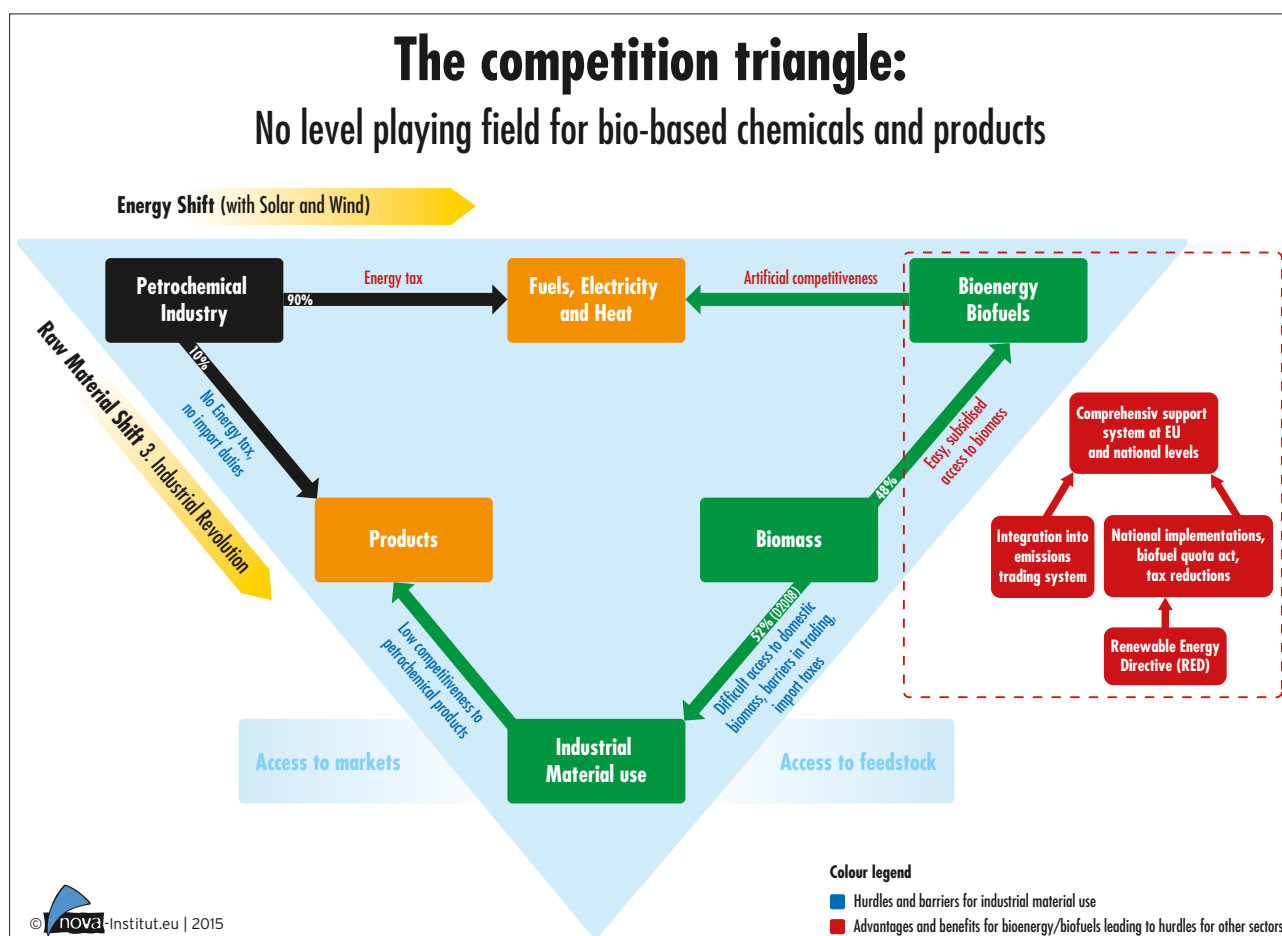 The competition triangle:
No level playing field for bio-based chemicals and products
Energy Shift (with Solar and Wind)
Petrochemical
Industry
90%
Energy tax
Fuels, Electricity
and Heat
Artificial competitiveness
Bioenergy
Biofuels
Raw Material Shift 3. Industrial Revolution
10%
No Energy tax,
no import duties
48%
Easy, subsidised
access to biomass
Comprehensiv support
system at EU
and national levels
Integration into
emissions
trading system
National implementations,
biofuel quota act,
tax reductions
Renewable Energy
Directive (RED)
Products
Biomass
Low competitiveness to
petrochemical products
52% (D2008)
Difficult access to domestic
biomass, barriers in trading,
import taxes
Access to markets
Industrial
Material use
Access to feedstock
Colour legend
Hurdles and barriers for industrial material use
Advantages and benefits for bioenergy/biofuels leading to hurdles for other sectors
© nova-Institut.eu | 2015